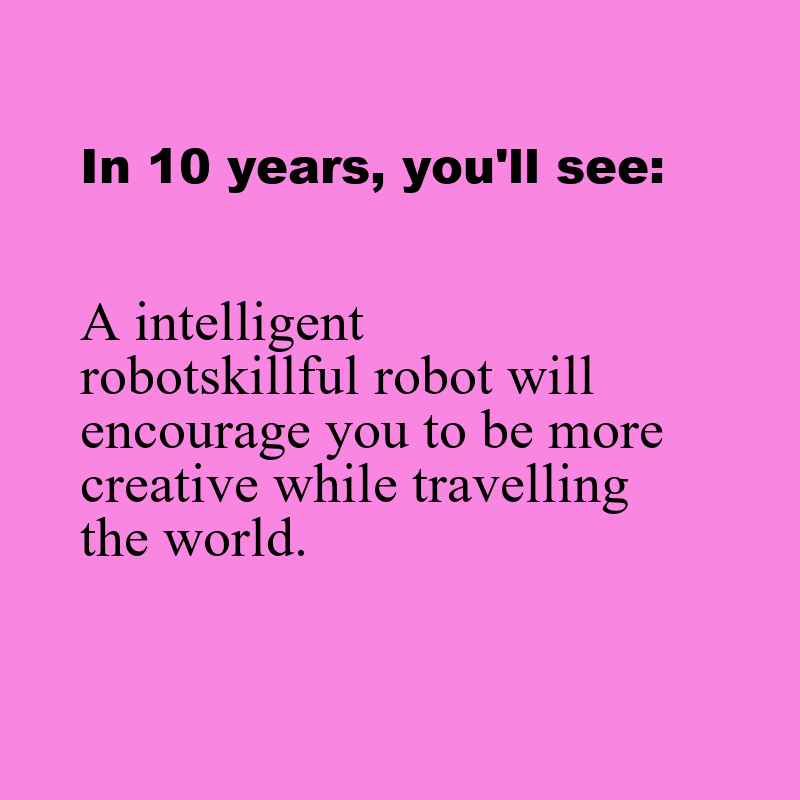 In 10 years, you'll see:
A intelligent
robotskillful robot will
encourage you to be more
creative while travelling
the world.